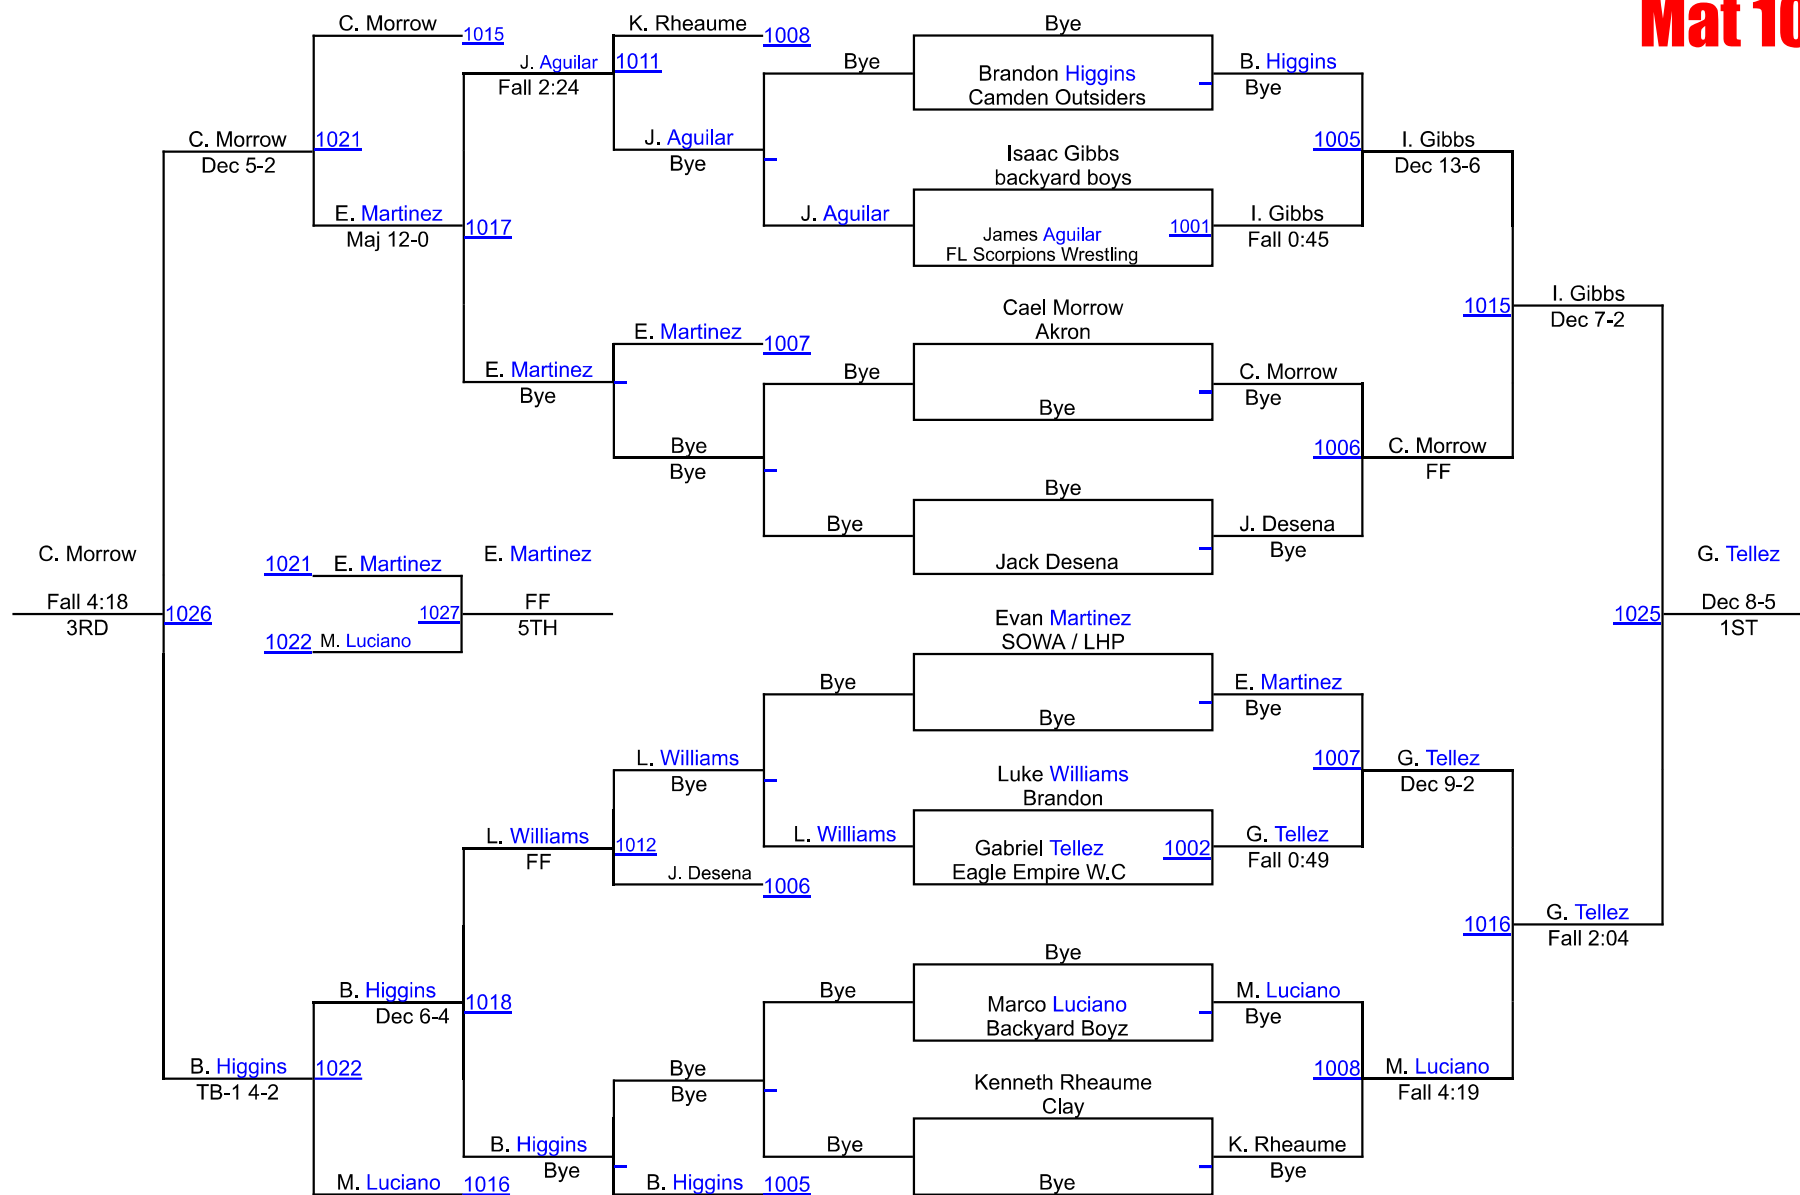 Mat 10
C. Morrow
1015
K. Rheaume
1008
Bye
J. Aguilar
1011
Fall 2:24
Bye
Brandon Higgins
Camden Outsiders
B. Higgins
Bye
C. Morrow
1021
Dec 5-2
J. Aguilar
Bye
Isaac Gibbs
backyard boys
1005
I. Gibbs
Dec 13-6
E. Martinez
Maj 12-0
1017
J. Aguilar
James Aguilar
FL Scorpions Wrestling
1001
I. Gibbs
Fall 0:45
Cael Morrow
Akron
1015
I. Gibbs
Dec 7-2
E. Martinez
1007
E. Martinez
Bye
Bye
Bye
C. Morrow
Bye
Bye
Bye
1006
C. Morrow
FF
Bye
Bye
Jack Desena
J. Desena
Bye
C. Morrow
Fall 4:18
3RD
1026
1021
E. Martinez
1022
M. Luciano
1027
E. Martinez
FF
5TH
G. Tellez
Dec 8-5
1ST
1025
Evan Martinez
SOWA / LHP
Bye
Bye
E. Martinez
Bye
L. Williams
Bye
Luke Williams
Brandon
1007
G. Tellez
Dec 9-2
L. Williams
FF
1012
L. Williams
Gabriel Tellez
Eagle Empire W.C
1002
G. Tellez
Fall 0:49
J. Desena
1006
1016
G. Tellez
Fall 2:04
Bye
B. Higgins
Dec 6-4
1018
Bye
Marco Luciano
Backyard Boyz
M. Luciano
Bye
B. Higgins
TB-1 4-2
1022
Bye
Bye
Kenneth Rheaume
Clay
1008
M. Luciano
Fall 4:19
B. Higgins
Bye
Bye
K. Rheaume
Bye
M. Luciano
1016
B. Higgins
1005
Bye